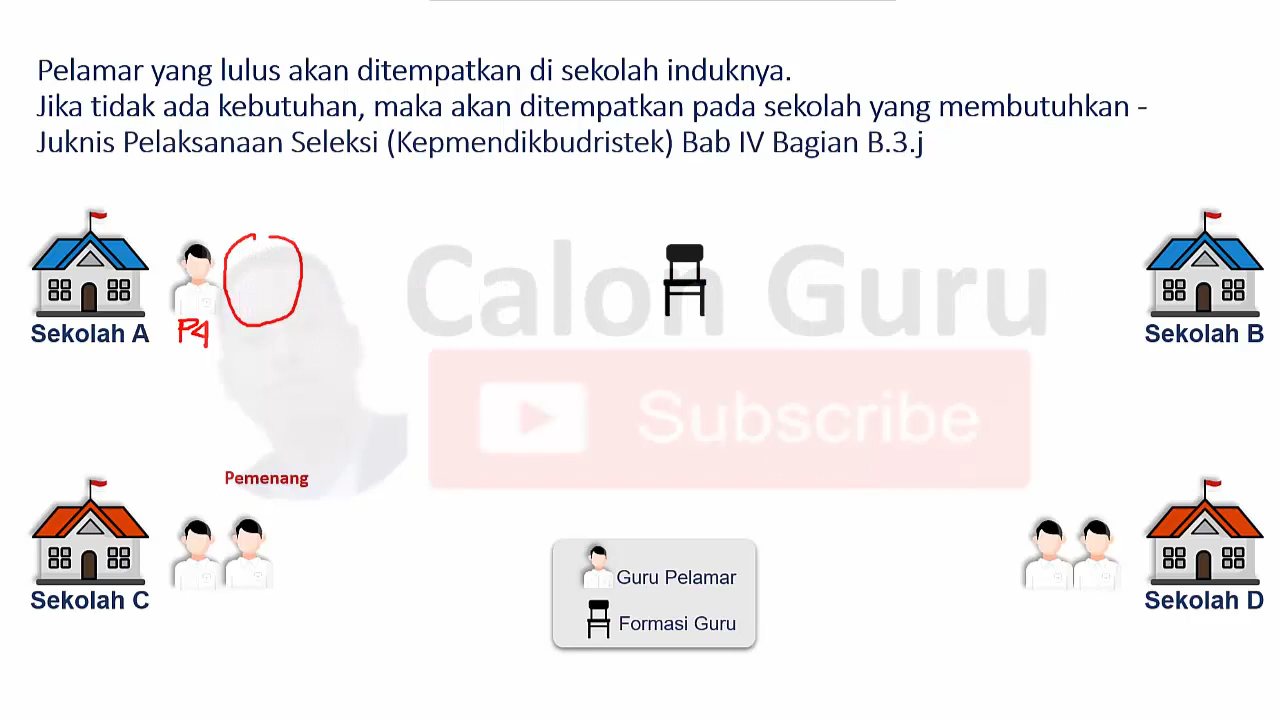 Pelamar yang lulus akan ditempatkan di sekolah induknya.
Jika tidak ada kebutuhan, maka akan ditempatkan pada sekolah yang membutuhkan -
Juknis Pelaksanaan Seleksi (Kepmendikbudristek) Bab IV Bagian B.3.j
Calon Guru
Sekolah A
P4
Sekolah B
Subscribe
Pemenang
Sekolah C
Guru Pelamar
Formasi Guru
Sekolah D